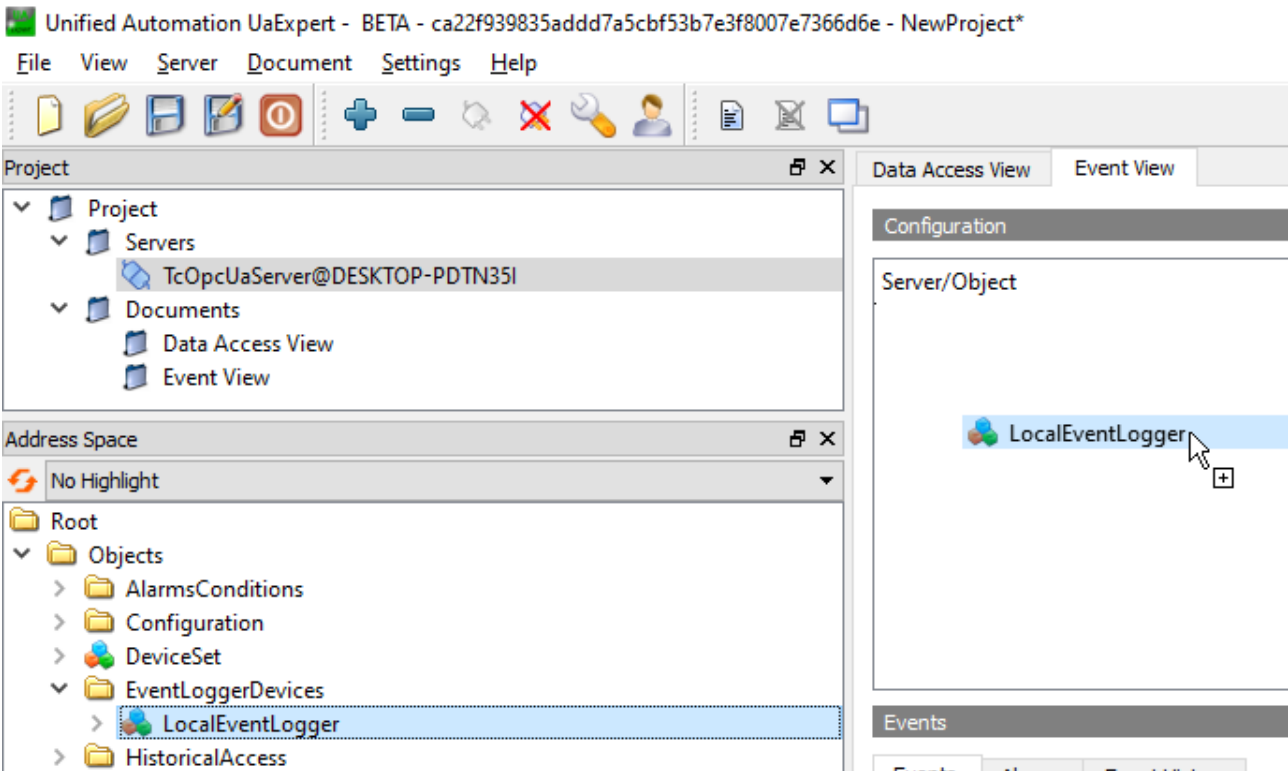 Unified Automation UaExpert - BETA - ca22f939835addd7a5cbf53b7e3f8007e7366d6e - NewProject*
File View Server Document Settings Help
Project
Project
Servers
TcOpcUaServer@DESKTOP-PDTN35I
Documents
Data Access View
Event View
Address Space
No Highlight
Root
Objects
AlarmsConditions
Configuration
DeviceSet
EventLoggerDevices
LocalEventLogger
HistoricalAccess
Data Access View Event View
Configuration
Server/Object
LocalEventLogger
Events